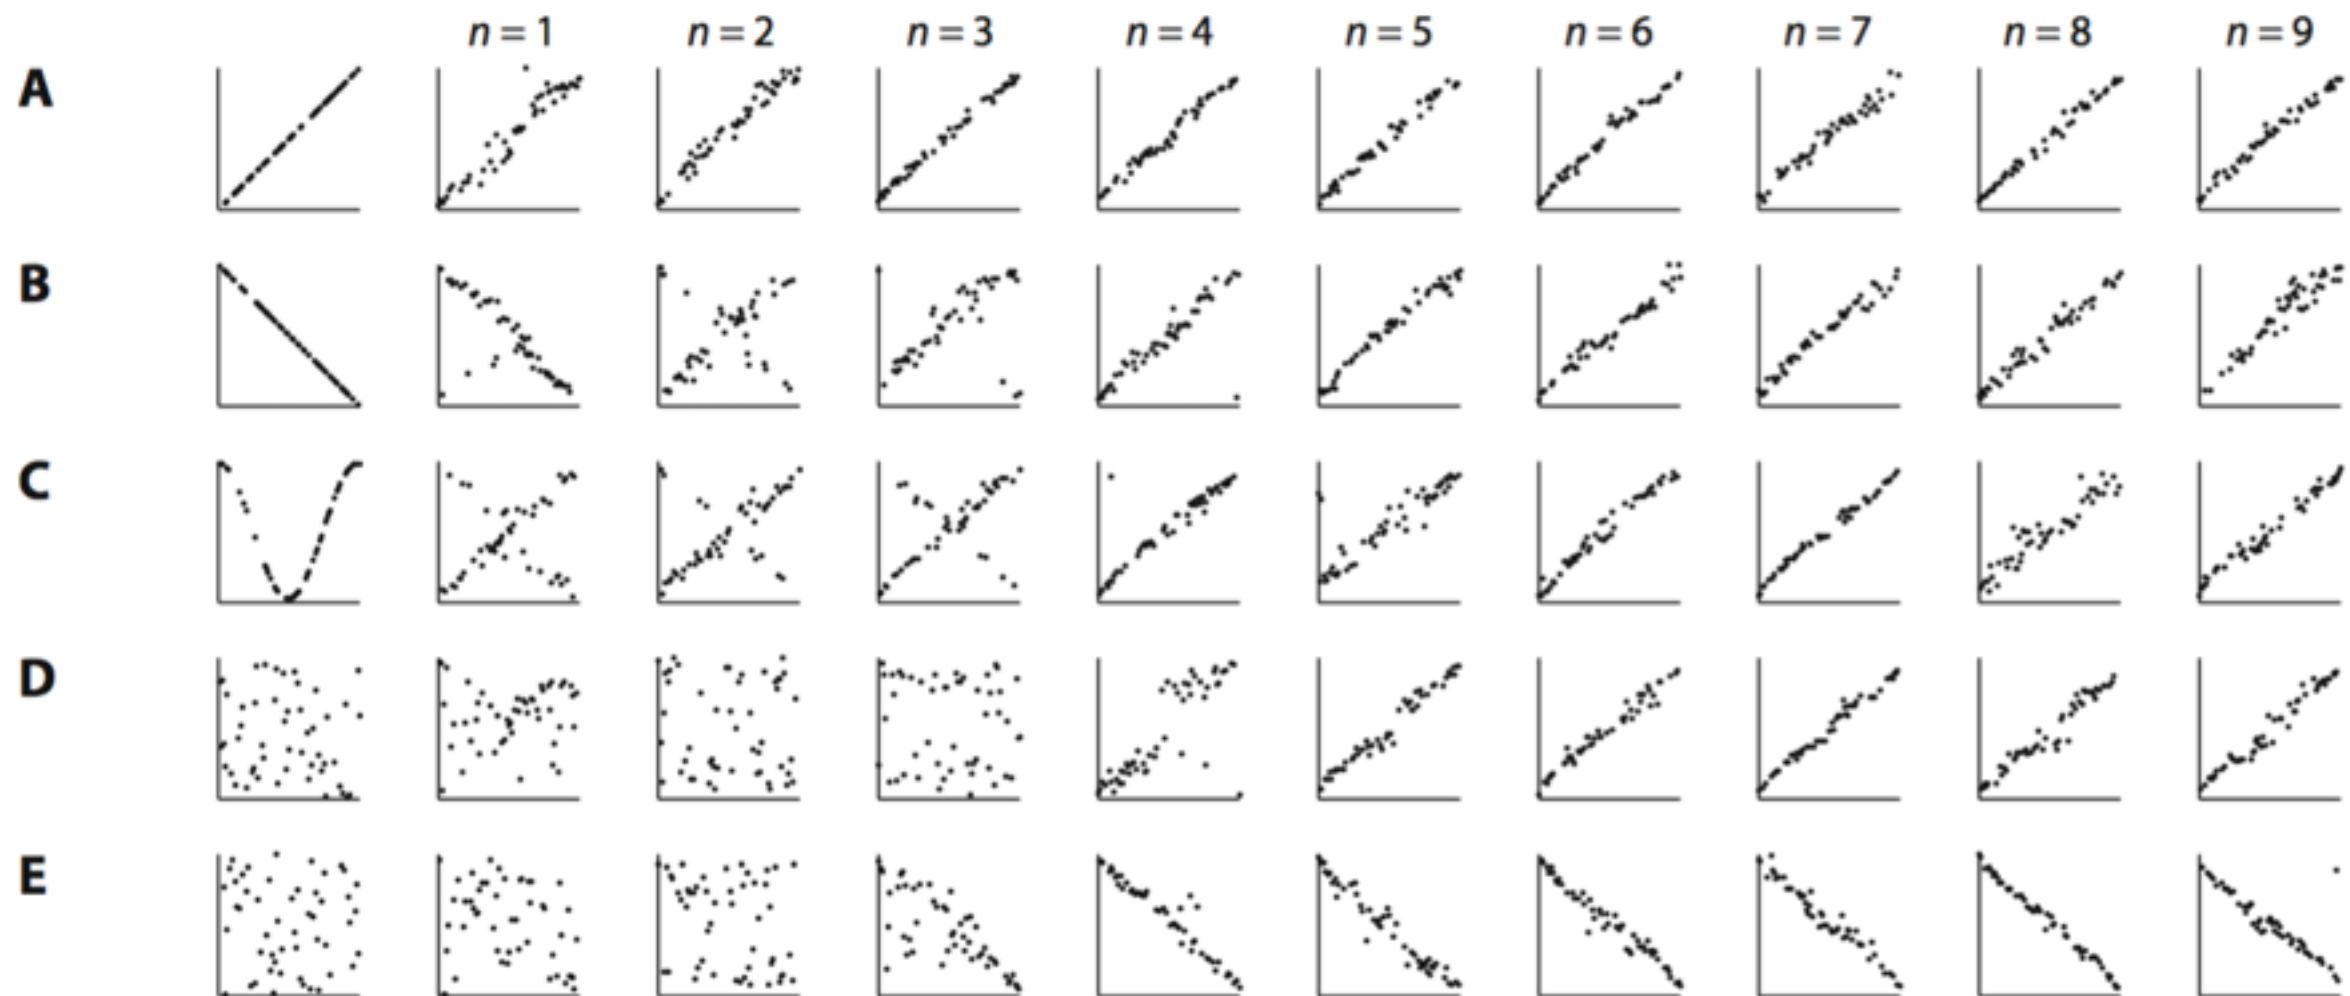 n = 1 n = 2 n = 3 n = 4 n = 5 n = 6 n = 7 n = 8 n = 9
A
B
C
D
E